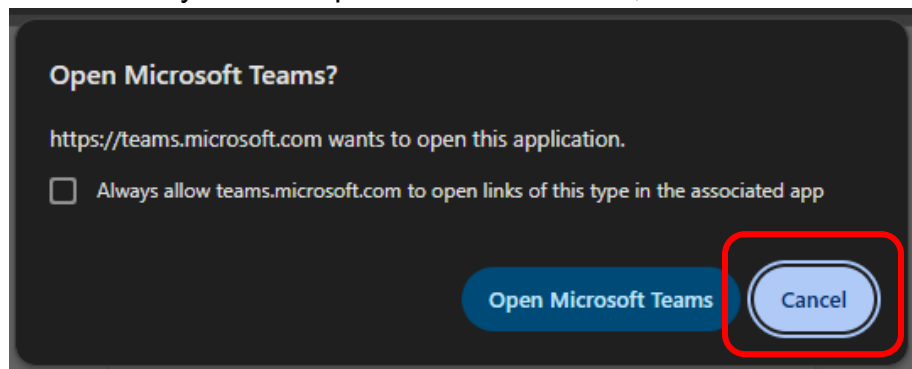 Open Microsoft Teams?
https://teams.microsoft.com wants to open this application.
Always allow teams.microsoft.com to open links of this type in the associated app
Open Microsoft Teams Cancel